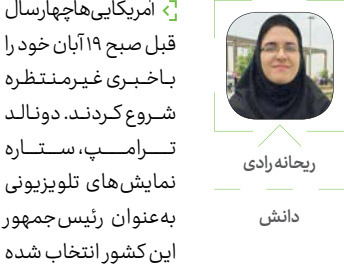 آمریکایی‌ها چهار سال
قبل صبح ۱۹ آبان خود را
با خبری غیرمنتظره
شروع کردند. دونالد
ترامپ، ستاره
نمایش‌های تلویزیونی
به‌عنوان رئیس‌جمهور
این کشور انتخاب شده
ریحانه رادی
دانش